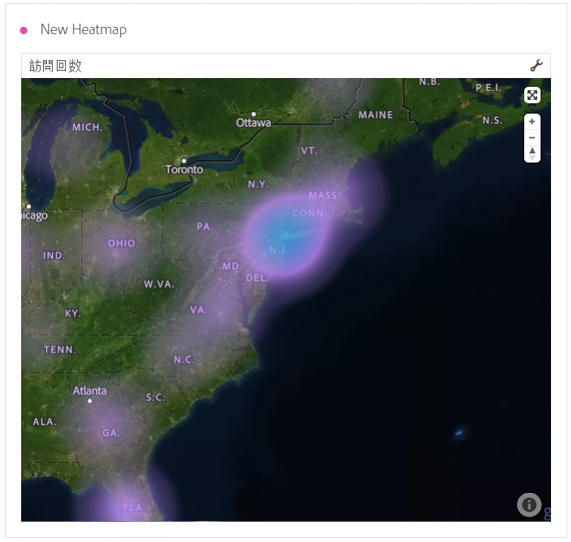 New Heatmap
訪問回数
N.B.
P.E.I.
MAINE
N.S.
Ottawa
MICH.
VT.
Toronto
N.Y.
MASS
CONN
icago
PA.
OHIO
N.J.
IND.
MD.
DEL.
W.VA.
KY.
VA.
TENN.
N.C.
Atlanta
S.C.
ALA.
GA.
FLA.